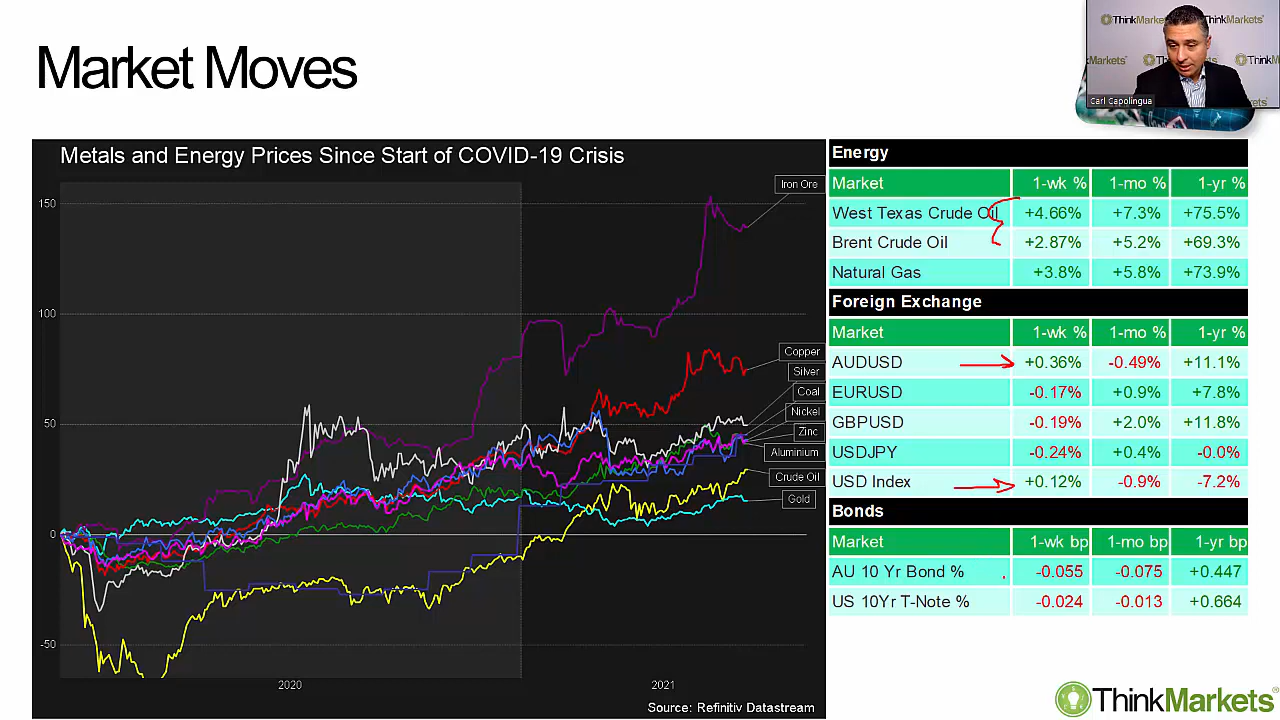 Market Moves
ThinkMarkets
ThinkMarkets
Markets
ThinkMarkets
Carl Capolingua
Metals and Energy Prices Since Start of COVID-19 Crisis
150
100
50
0
-50
2020
2021
Iron Ore
Copper
Silver
Coal
Nickel
Zinc
Aluminium
Crude Oil
Gold
Source: Refinitiv Datastream
Energy
Market 1-wk % 1-mo % 1-yr %
West Texas Crude Oil +4.66% +7.3% +75.5%
Brent Crude Oil +2.87% +5.2% +69.3%
Natural Gas +3.8% +5.8% +73.9%
Foreign Exchange
Market 1-wk % 1-mo % 1-yr %
AUDUSD +0.36% -0.49% +11.1%
EURUSD -0.17% +0.9% +7.8%
GBPUSD -0.19% +2.0% +11.8%
USDJPY -0.24% +0.4% -0.0%
USD Index +0.12% -0.9% -7.2%
Bonds
Market 1-wk bp 1-mo bp 1-yr bp
AU 10 Yr Bond % -0.055 -0.075 +0.447
US 10Yr T-Note % -0.024 -0.013 +0.664
ThinkMarkets